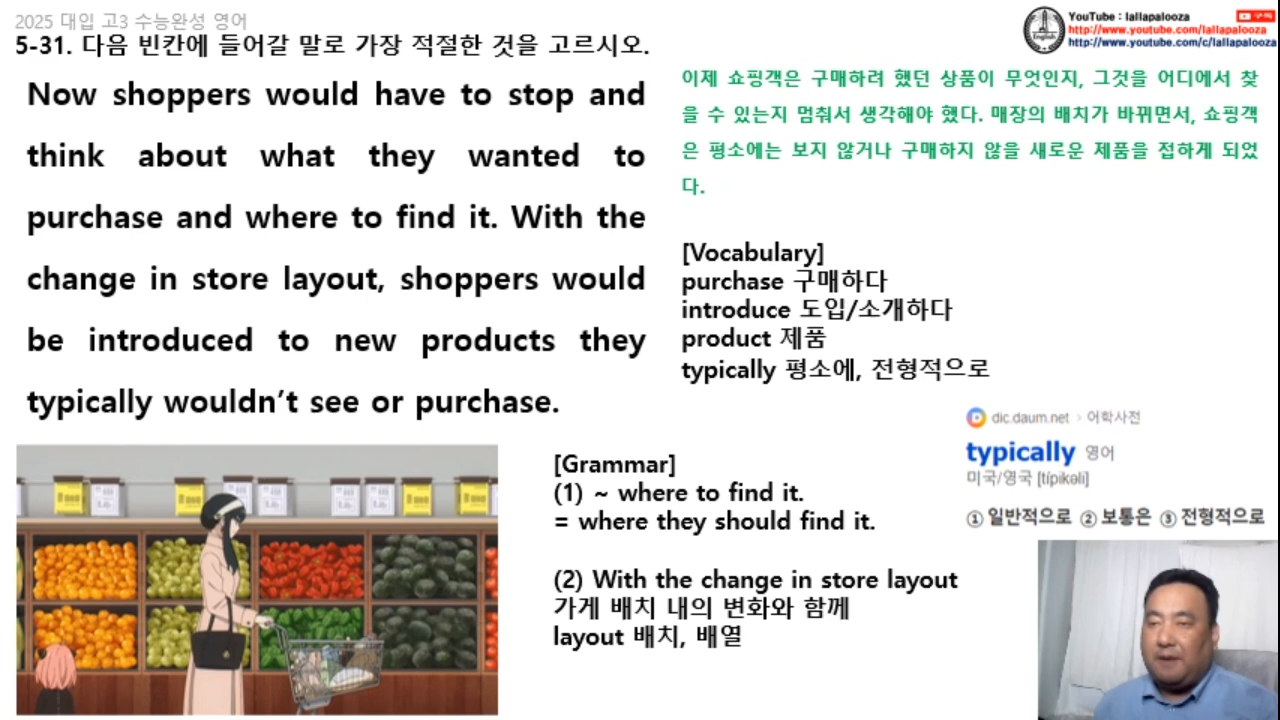 2025 대입 고3 수능완성 영어
5-31. 다음 빈칸에 들어갈 말로 가장 적절한 것을 고르시오.
YouTube : lallapalooza
http://www.youtube.com/lallapalooza
http://www.youtube.com/c/lallapalooza
Now shoppers would have to stop and
think about what they wanted to
purchase and where to find it. With the
change in store layout, shoppers would
be introduced to new products they
typically wouldn’t see or purchase.
이제 쇼핑객은 구매하려 했던 상품이 무엇인지, 그것을 어디에서 찾
을 수 있는지 멈춰서 생각해야 했다. 매장의 배치가 바뀌면서, 쇼핑객
은 평소에는 보지 않거나 구매하지 않을 새로운 제품을 접하게 되었
다.
[Vocabulary]
purchase 구매하다
introduce 도입/소개하다
product 제품
typically 평소에, 전형적으로
dic.daum.net › 어학사전
typically 영어
미국/영국 [típikəli]
① 일반적으로 ② 보통은 ③ 전형적으로
[Grammar]
(1) ~ where to find it.
= where they should find it.
(2) With the change in store layout
가게 배치 내의 변화와 함께
layout 배치, 배열